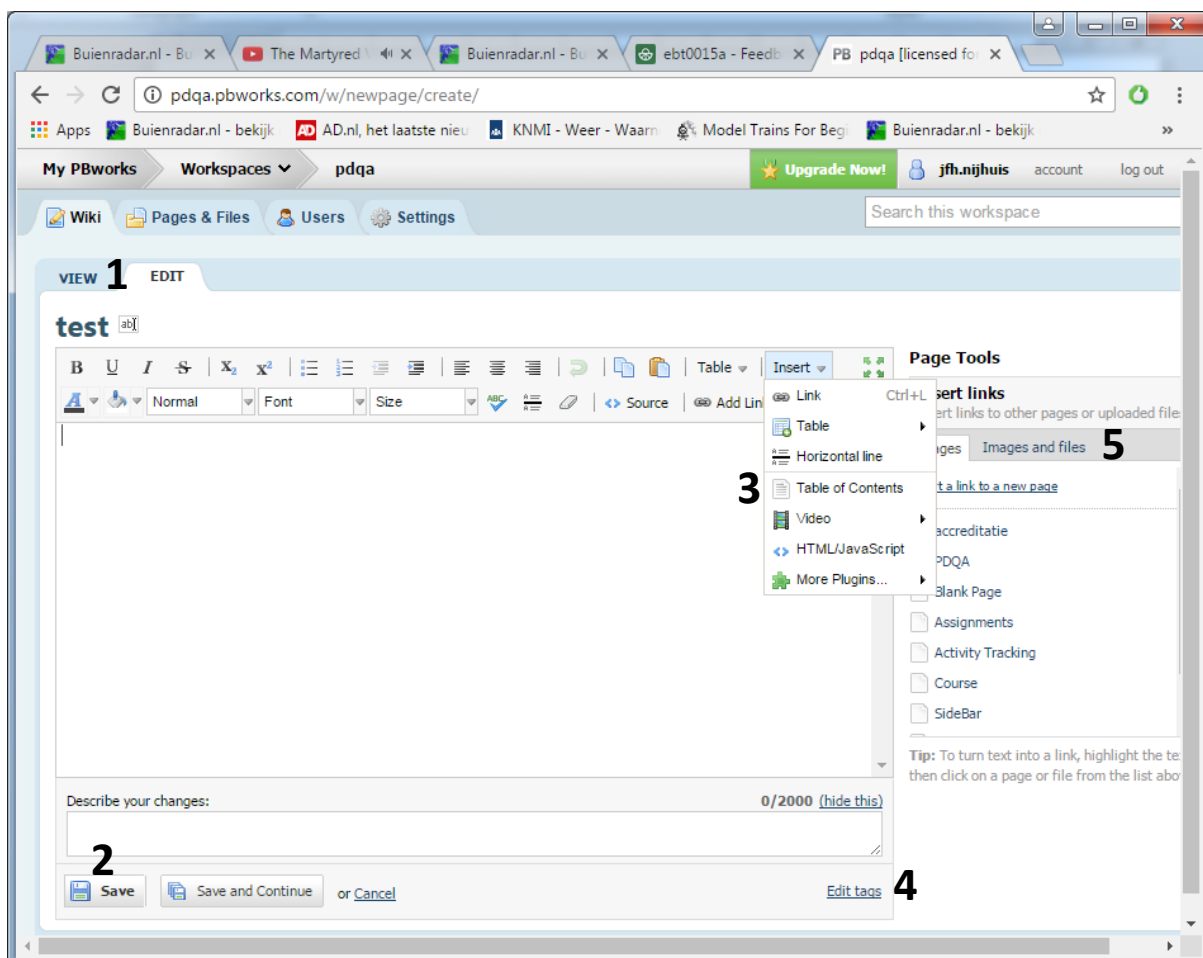 Buienradar.nl - Bu
The Martyred
Buienradar.nl - Bu
ebt0015a - Feedb
PB pdqa [licensed for
pdqa.pbworks.com/w/newpage/create/
Apps Buienradar.nl - bekijk AD AD.nl, het laatste nieu KNMI - Weer - Waarn Model Trains For Begi Buienradar.nl - bekijk »
My PBworks Workspaces pdqa Upgrade Now! jfh.nijhuis account log out
Wiki Pages & Files Users Settings Search this workspace
VIEW 1 EDIT
test ab
B U I S X2 x2 Table Insert Page Tools
A Normal Font Size ABC Source Add Lin
Link Ctrl+L
Table
Horizontal line
3 Table of Contents
Video
HTML/JavaScript
More Plugins...
sert links
ert links to other pages or uploaded file
ges Images and files 5
t a link to a new page
accreditatie
PDQA
Blank Page
Assignments
Activity Tracking
Course
SideBar
Tip: To turn text into a link, highlight the te
then click on a page or file from the list abo
Describe your changes: 0/2000 (hide this)
2
Save Save and Continue or Cancel Edit tags 4